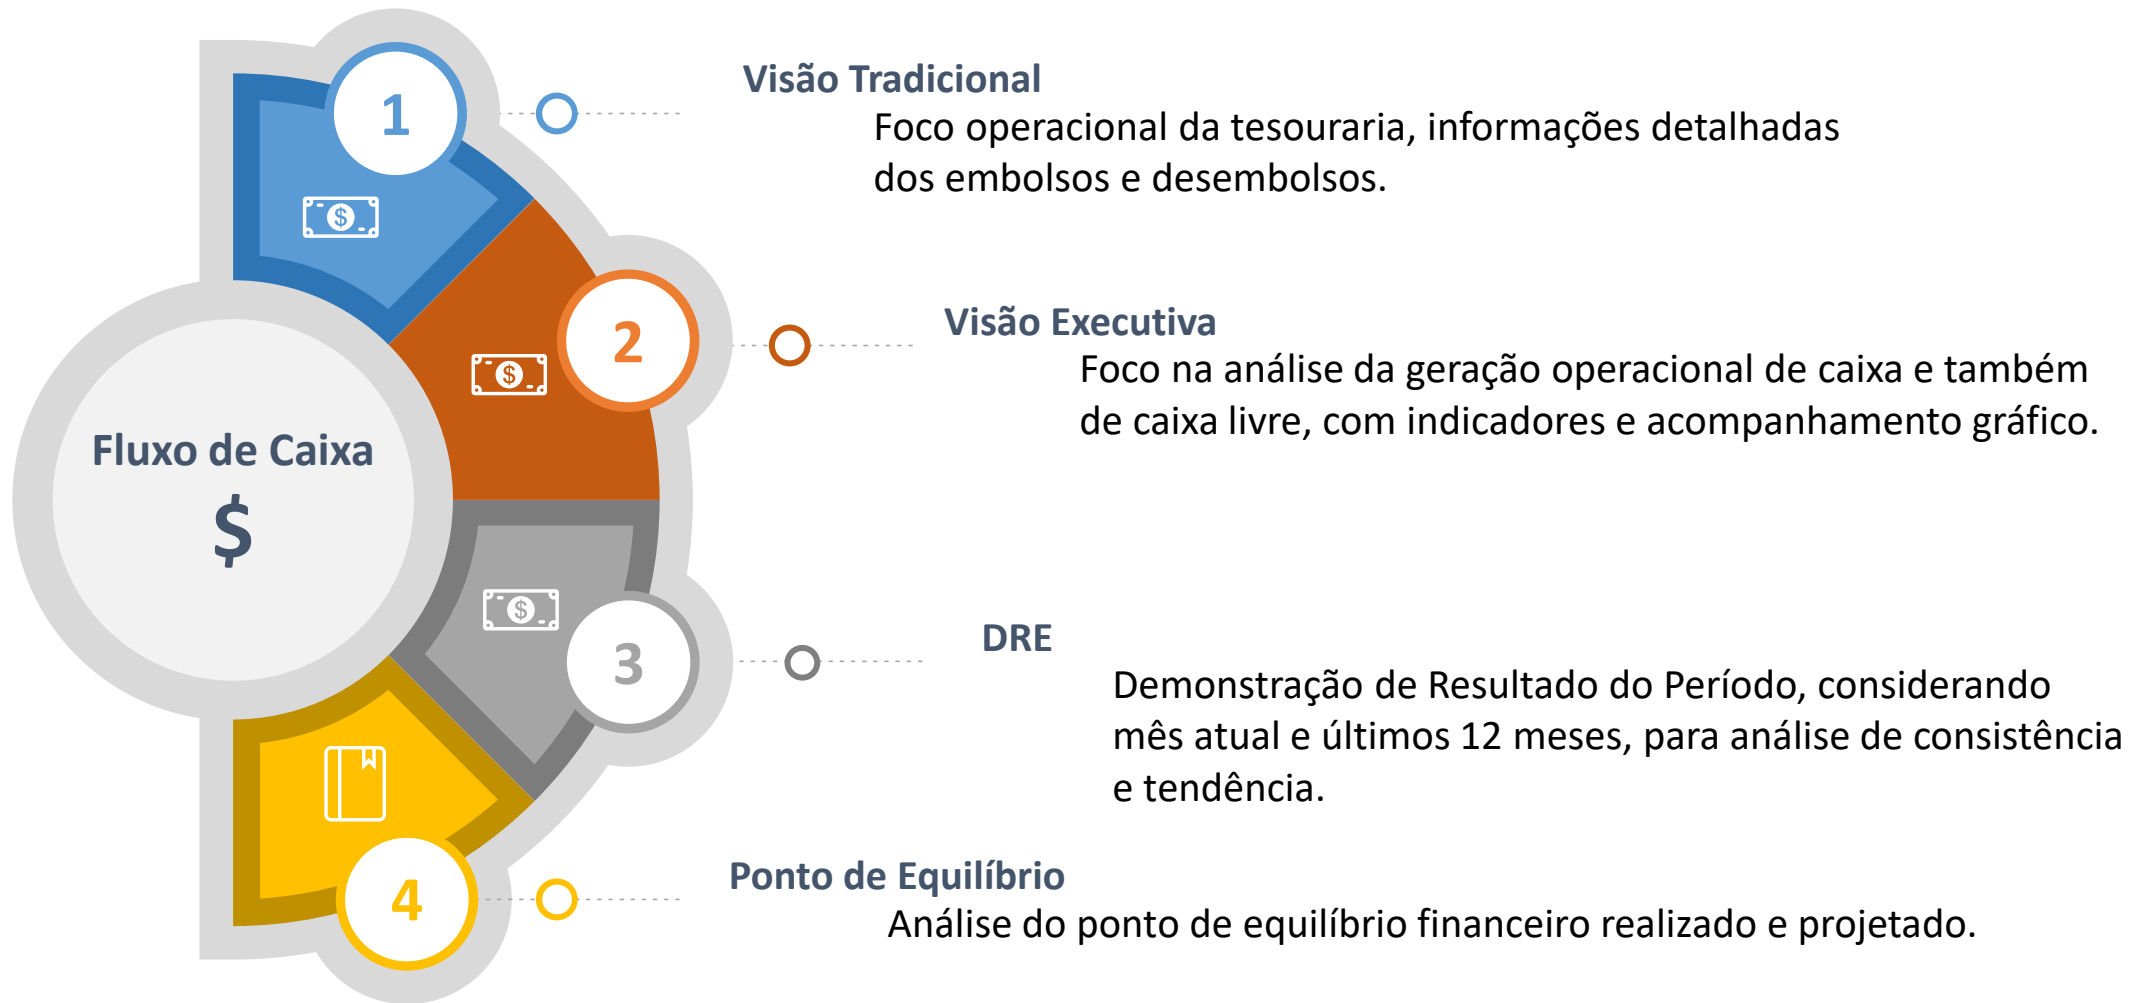 Fluxo de Caixa
$
1
$
Visão Tradicional
Foco operacional da tesouraria, informações detalhadas
dos embolsos e desembolsos.
2
$
Visão Executiva
Foco na análise da geração operacional de caixa e também
de caixa livre, com indicadores e acompanhamento gráfico.
3
$
DRE
Demonstração de Resultado do Período, considerando
mês atual e últimos 12 meses, para análise de consistência
e tendência.
4
Ponto de Equilíbrio
Análise do ponto de equilíbrio financeiro realizado e projetado.